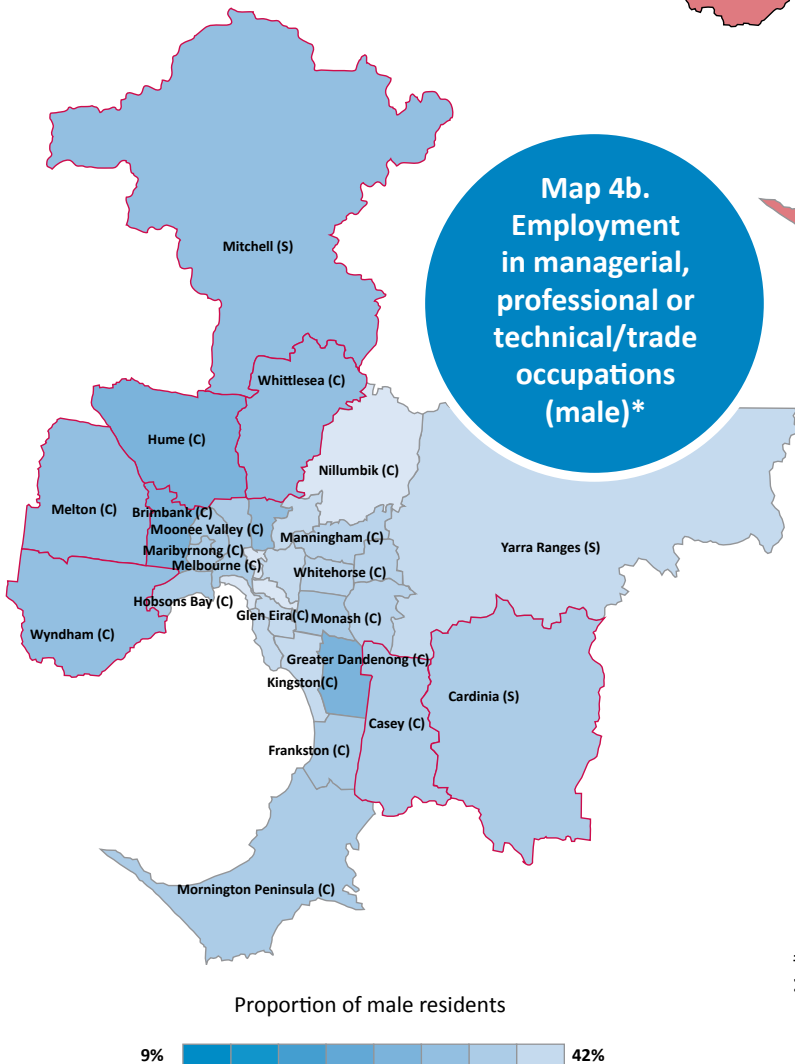 Map 4b.
Employment
in managerial,
professional or
technical/trade
occupations
(male)*
Mitchell (S)
Whittlesea (C)
Hume (C)
Nillumbik (C)
Melton (C)
Brimbank (C)
Moonee Valley (C)
Manningham (C)
Yarra Ranges (S)
Maribyrnong (C)
Melbourne (C)
Whitehorse (C)
Hobsons Bay (C)
Glen Eira(C)
Monash (C)
Wyndham (C)
Greater Dandenong (C)
Kingston(C)
Cardinia (S)
Casey (C)
Frankston (C)
Mornington Peninsula (C)
Proportion of male residents
9%
42%